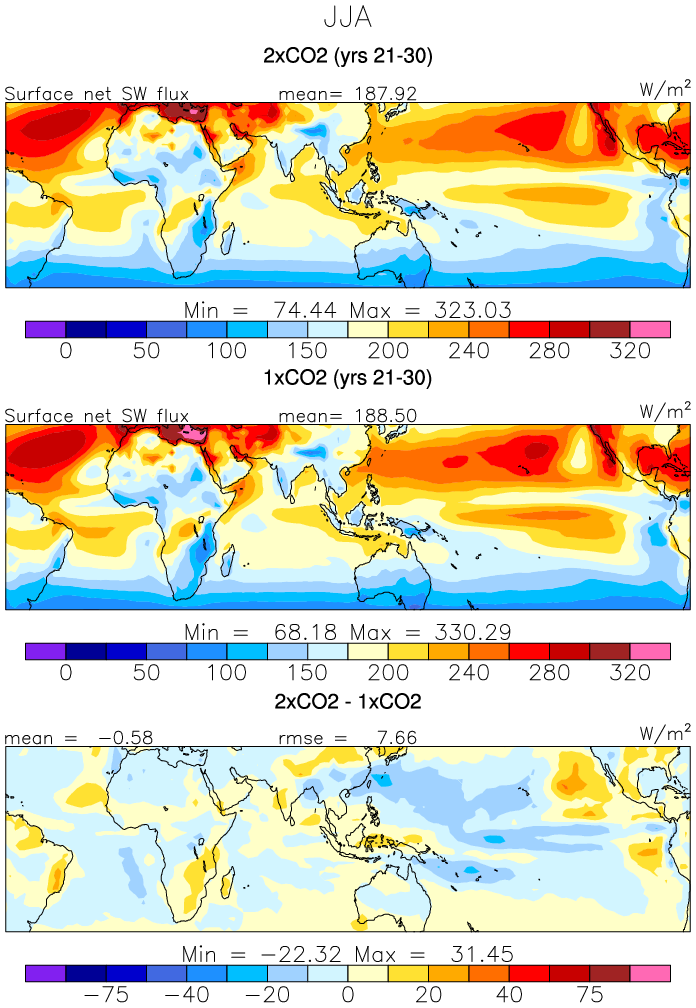 JJA
2xCO2 (yrs 21-30)
Surface net SW flux mean= 187.92 W/m²
Min = 74.44 Max = 323.03
0 50 100 150 200 240 280 320
1xCO2 (yrs 21-30)
Surface net SW flux mean= 188.50 W/m²
Min = 68.18 Max = 330.29
0 50 100 150 200 240 280 320
2xCO2 - 1xCO2
mean = −0.58 rmse = 7.66 W/m²
Min = −22.32 Max = 31.45
−75 −40 −20 0 20 40 75